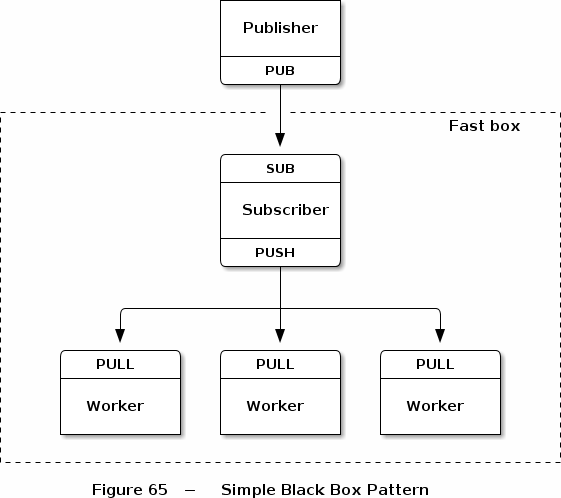 Publisher
PUB
Fast box
SUB
Subscriber
PUSH
PULL PULL PULL
Worker Worker Worker
Figure 65 – Simple Black Box Pattern